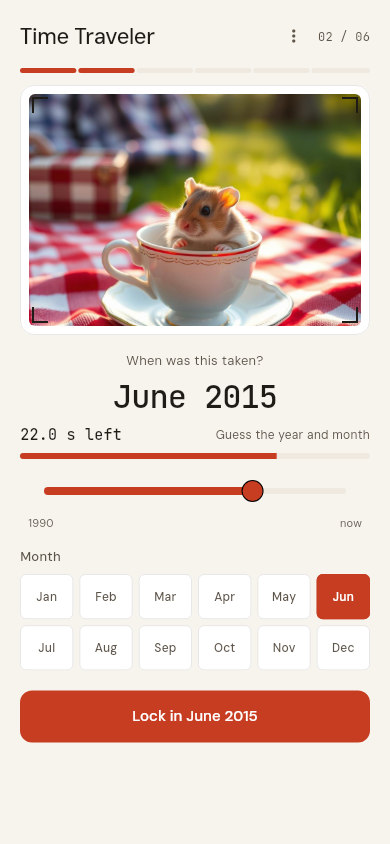 Time Traveler
02 / 06
When was this taken?
June 2015
22.0 s left
Guess the year and month
1990
now
Month
Jan
Feb
Mar
Apr
May
Jun
Jul
Aug
Sep
Oct
Nov
Dec
Lock in June 2015